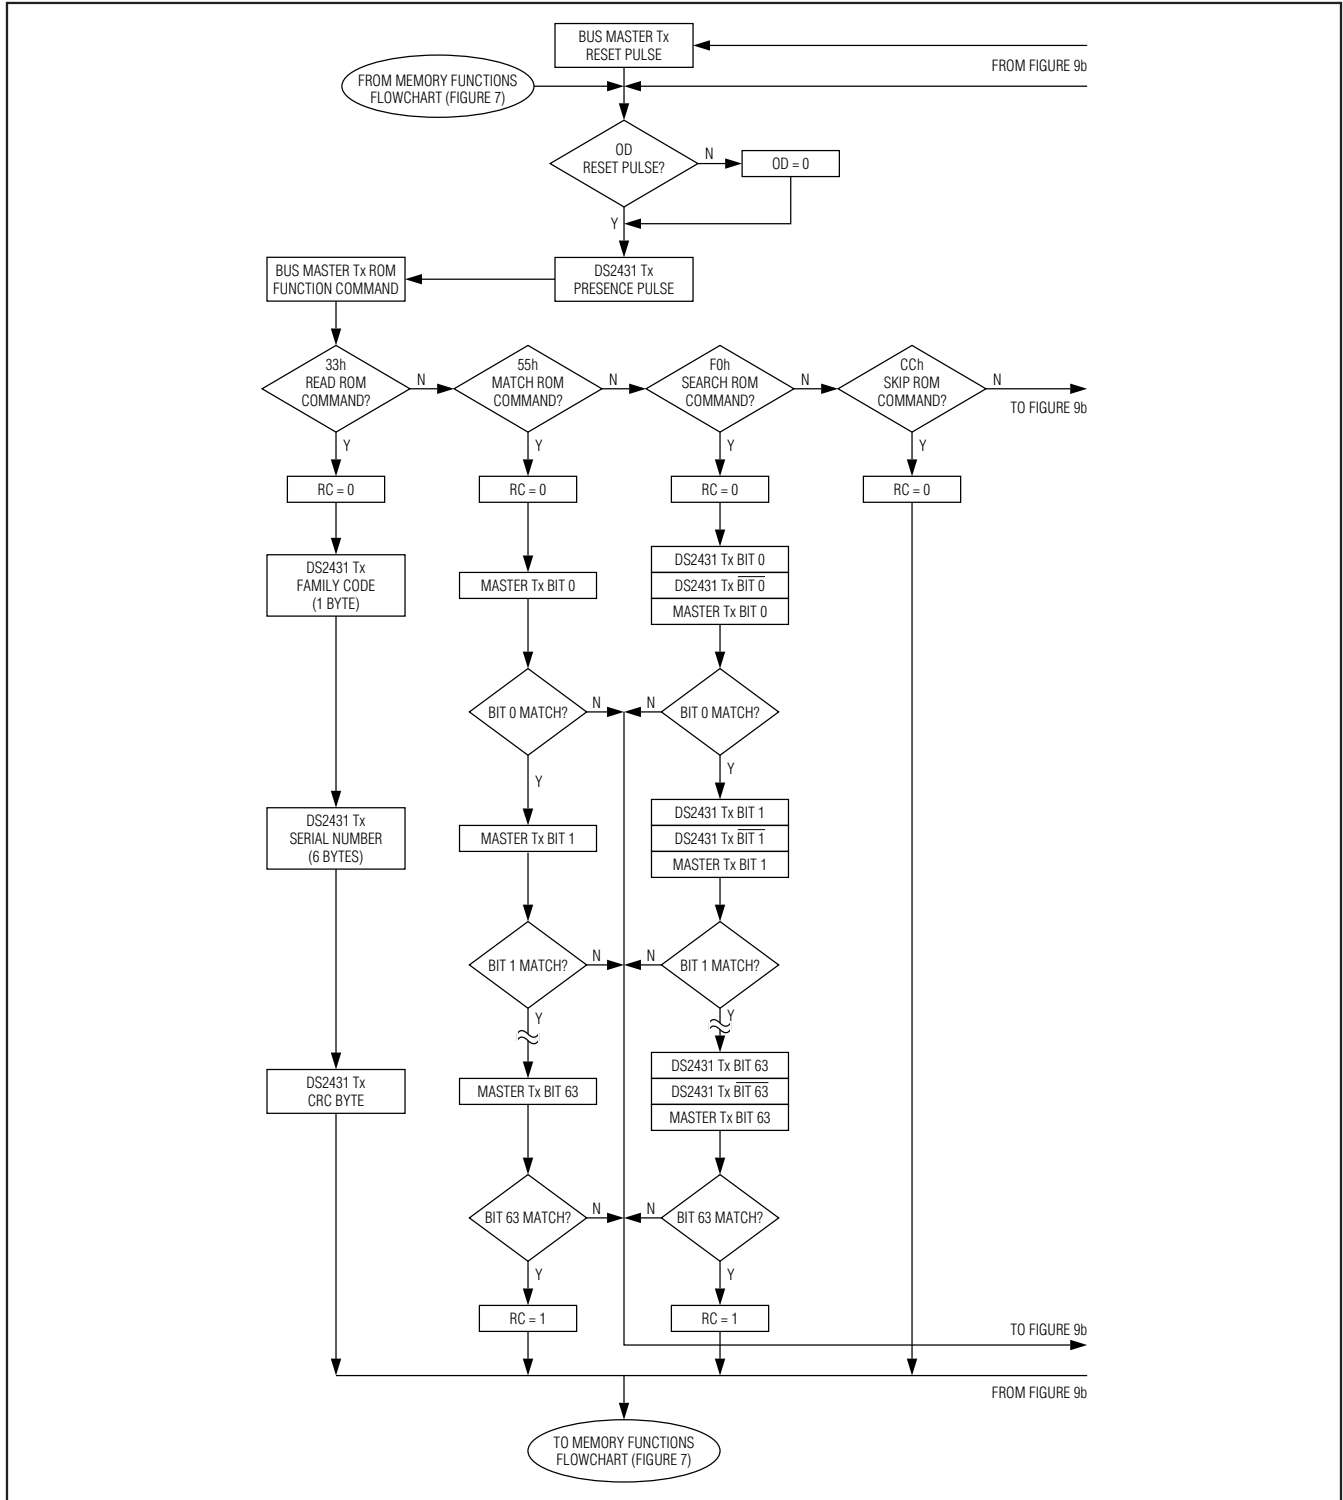 BUS MASTER Tx
RESET PULSE
FROM FIGURE 9b
FROM MEMORY FUNCTIONS
FLOWCHART (FIGURE 7)
OD
RESET PULSE?
N
OD = 0
Y
BUS MASTER Tx ROM
FUNCTION COMMAND
DS2431 Tx
PRESENCE PULSE
33h
READ ROM
COMMAND?
N
55h
MATCH ROM
COMMAND?
N
F0h
SEARCH ROM
COMMAND?
N
CCh
SKIP ROM
COMMAND?
N
TO FIGURE 9b
Y
Y
Y
Y
RC = 0
RC = 0
RC = 0
RC = 0
DS2431 Tx
FAMILY CODE
(1 BYTE)
MASTER Tx BIT 0
DS2431 Tx BIT 0
DS2431 Tx B̅I̅T̅ ̅0̅
MASTER Tx BIT 0
BIT 0 MATCH?
N
N
BIT 0 MATCH?
Y
Y
DS2431 Tx
SERIAL NUMBER
(6 BYTES)
MASTER Tx BIT 1
DS2431 Tx BIT 1
DS2431 Tx B̅I̅T̅ ̅1̅
MASTER Tx BIT 1
BIT 1 MATCH?
N
N
BIT 1 MATCH?
Y
Y
DS2431 Tx
CRC BYTE
MASTER Tx BIT 63
DS2431 Tx BIT 63
DS2431 Tx B̅I̅T̅ ̅6̅3̅
MASTER Tx BIT 63
BIT 63 MATCH?
N
N
BIT 63 MATCH?
Y
Y
RC = 1
RC = 1
TO FIGURE 9b
FROM FIGURE 9b
TO MEMORY FUNCTIONS
FLOWCHART (FIGURE 7)